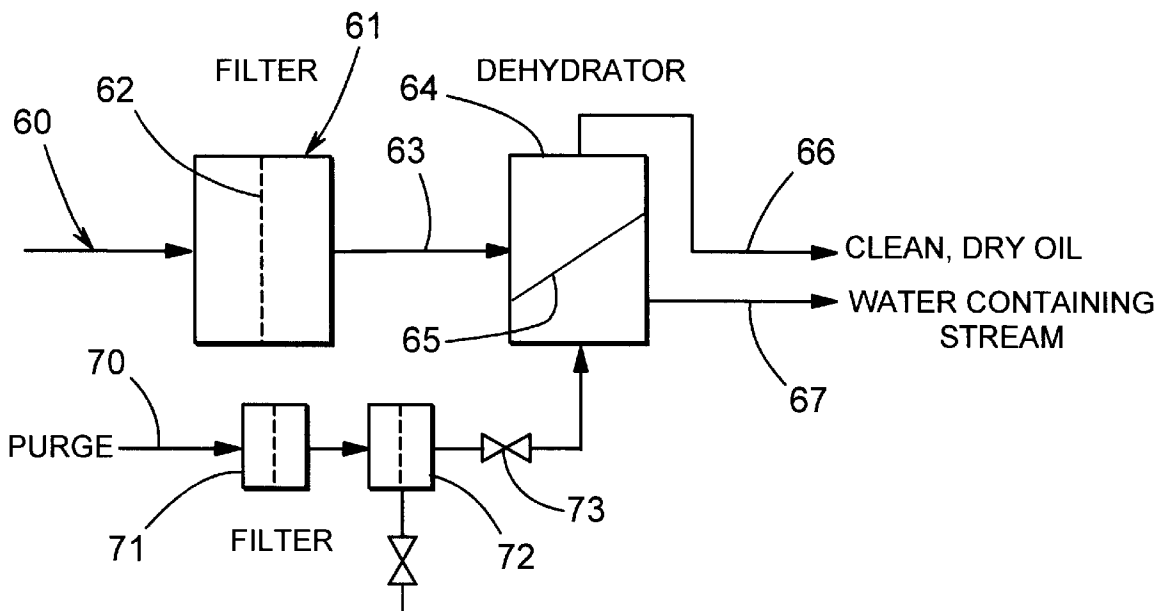 61
FILTER
DEHYDRATOR
62
64
60
63
66
CLEAN, DRY OIL
WATER CONTAINING
STREAM
65
67
70
PURGE
73
71
FILTER
72